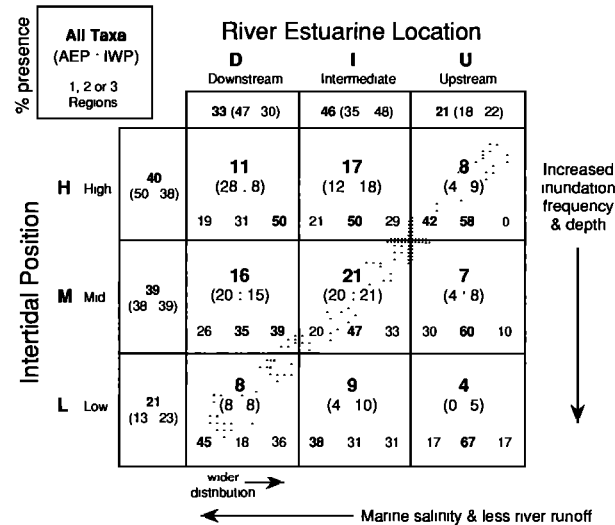 River Estuarine Location
All Taxa
(AEP · IWP)
1, 2 or 3
Regions
% presence
D I U
Downstream Intermediate Upstream
33 (47 30) 46 (35 48) 21 (18 22)
Intertidal Position
H High
40
(50 38)
11 17 8
(28 . 8) (12 18) (4 9)
19 31 50 21 50 29 42 58 0
M Mid
39
(38 39)
16 21 7
(20 : 15) (20 : 21) (4 · 8)
26 35 39 20 47 33 30 60 10
L Low
21
(13 23)
8 9 4
(8 8) (4 10) (0 5)
45 18 36 38 31 31 17 67 17
Increased
inundation
frequency
& depth
wider
distribution
Marine salinity & less river runoff